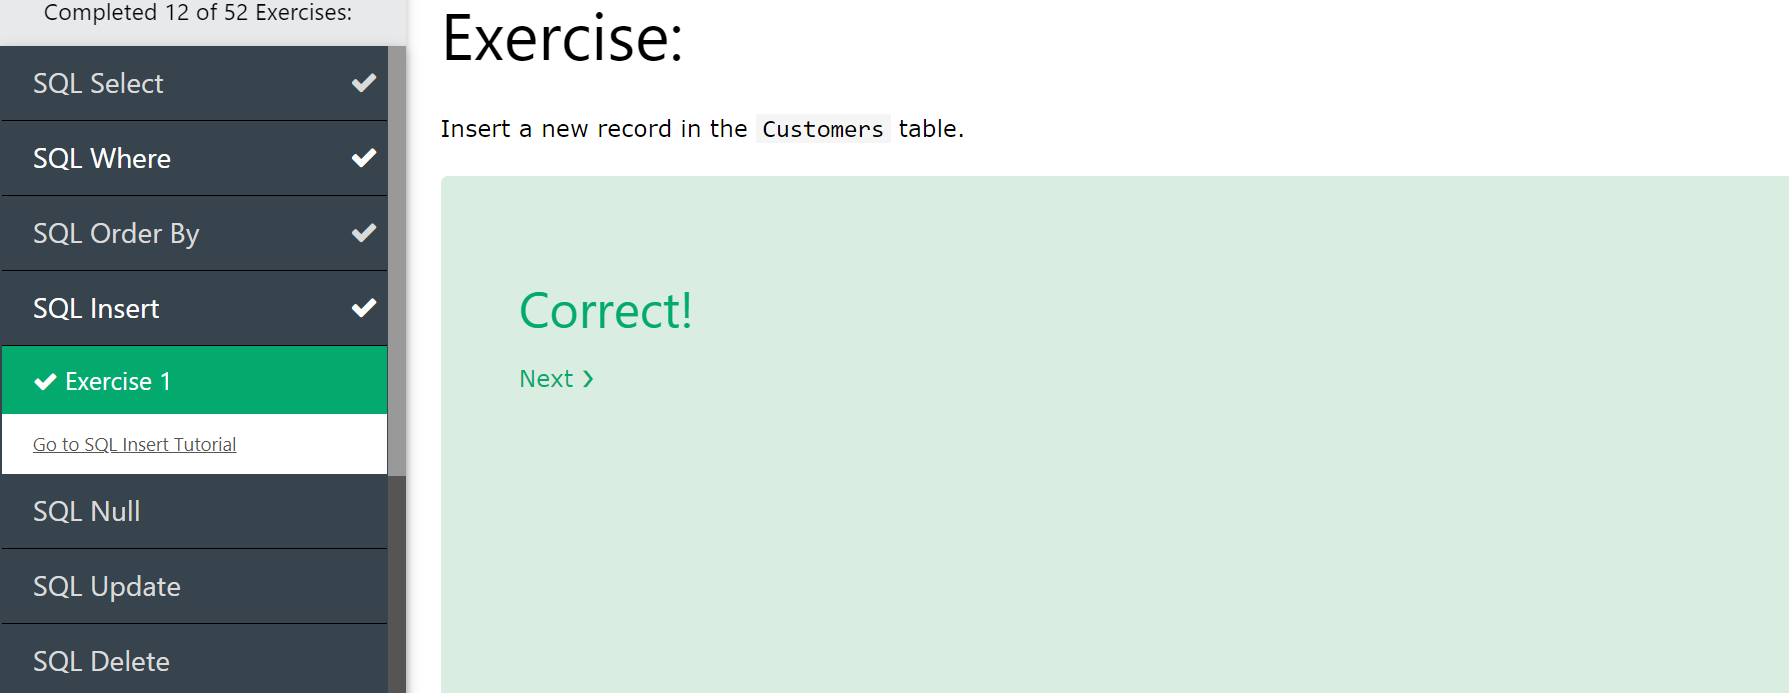 Completed 12 of 52 Exercises:
SQL Select
SQL Where
SQL Order By
SQL Insert
Exercise 1
Go to SQL Insert Tutorial
SQL Null
SQL Update
SQL Delete
Exercise:
Insert a new record in the Customers table.
Correct!
Next ❯